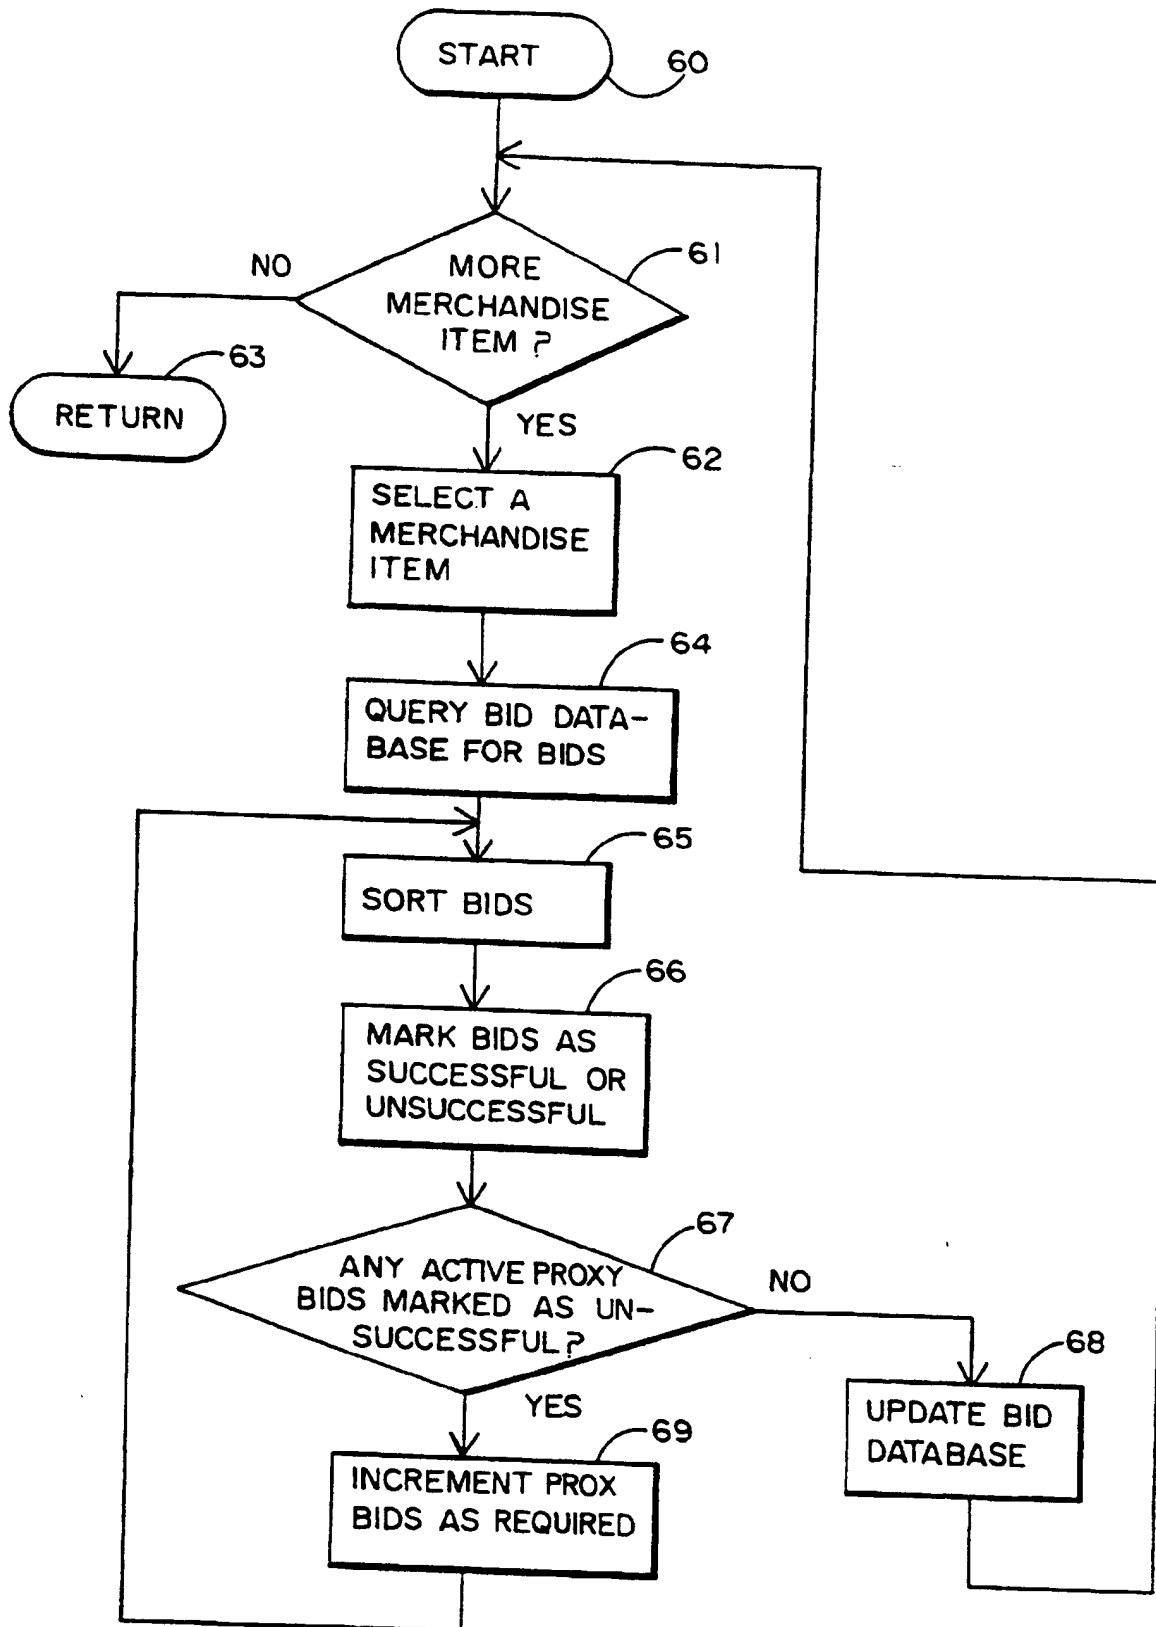 START
60
NO
MORE
MERCHANDISE
ITEM ?
61
63
RETURN
YES
62
SELECT A
MERCHANDISE
ITEM
64
QUERY BID DATA-
BASE FOR BIDS
65
SORT BIDS
66
MARK BIDS AS
SUCCESSFUL OR
UNSUCCESSFUL
67
ANY ACTIVE PROXY
BIDS MARKED AS UN-
SUCCESSFUL?
NO
68
UPDATE BID
DATABASE
YES
69
INCREMENT PROX
BIDS AS REQUIRED